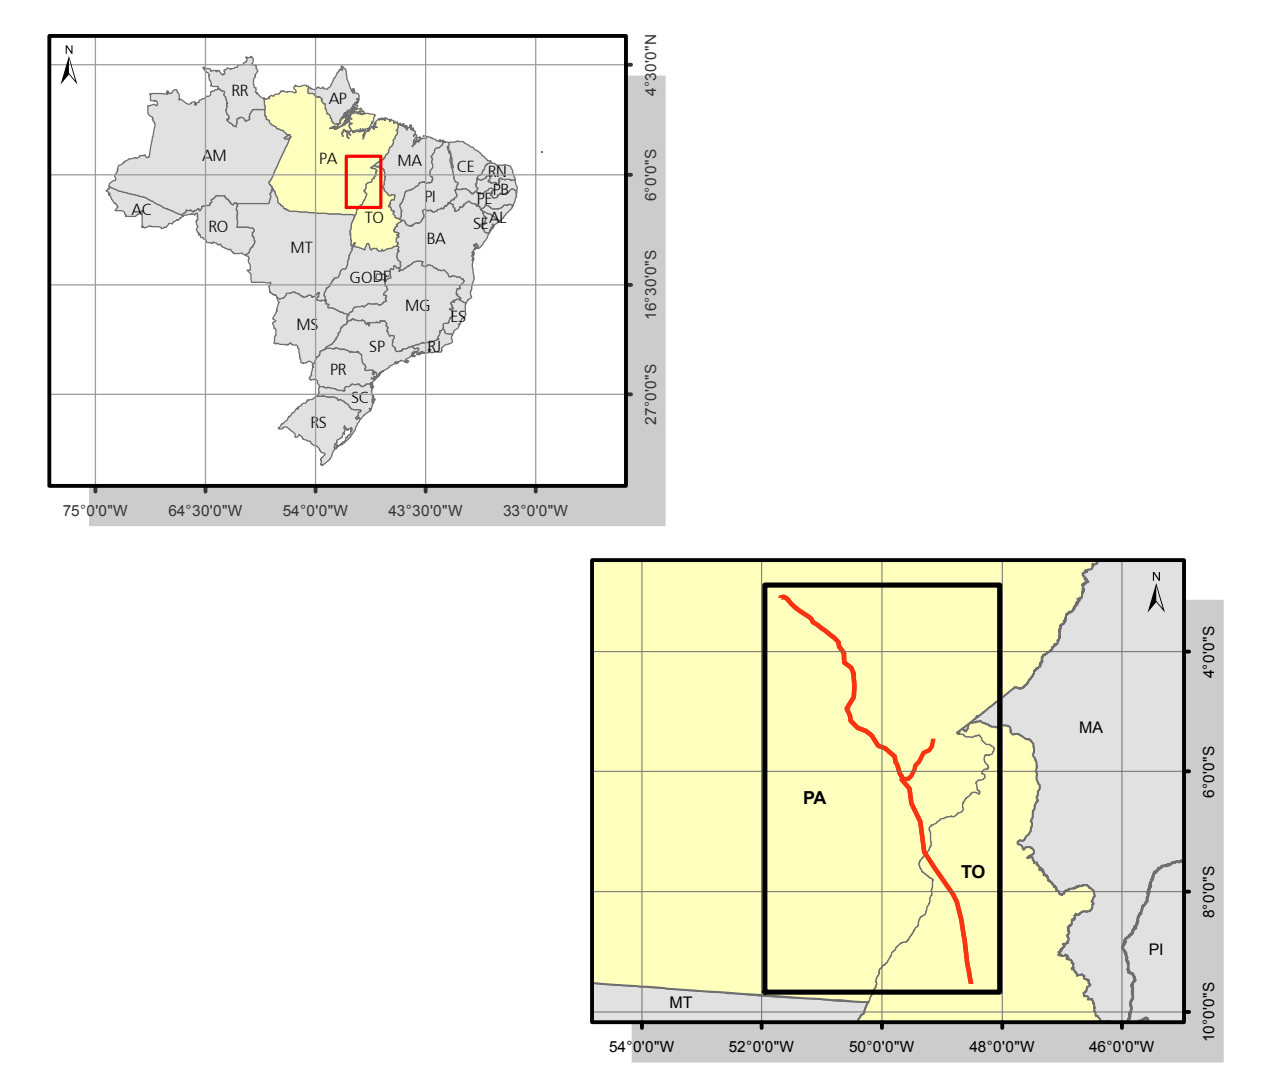 N
4°30'0"N
RR
AP
AM
PA
MA
CE
RN
6°0'0"S
PB
PI
PE
AC
TO
AL
RO
SE
BA
MT
GO
DF
16°30'0"S
MG
ES
MS
SP
RJ
PR
27°0'0"S
SC
RS
75°0'0"W
64°30'0"W
54°0'0"W
43°30'0"W
33°0'0"W
N
4°0'0"S
MA
6°0'0"S
PA
TO
8°0'0"S
PI
MT
10°0'0"S
54°0'0"W
52°0'0"W
50°0'0"W
48°0'0"W
46°0'0"W